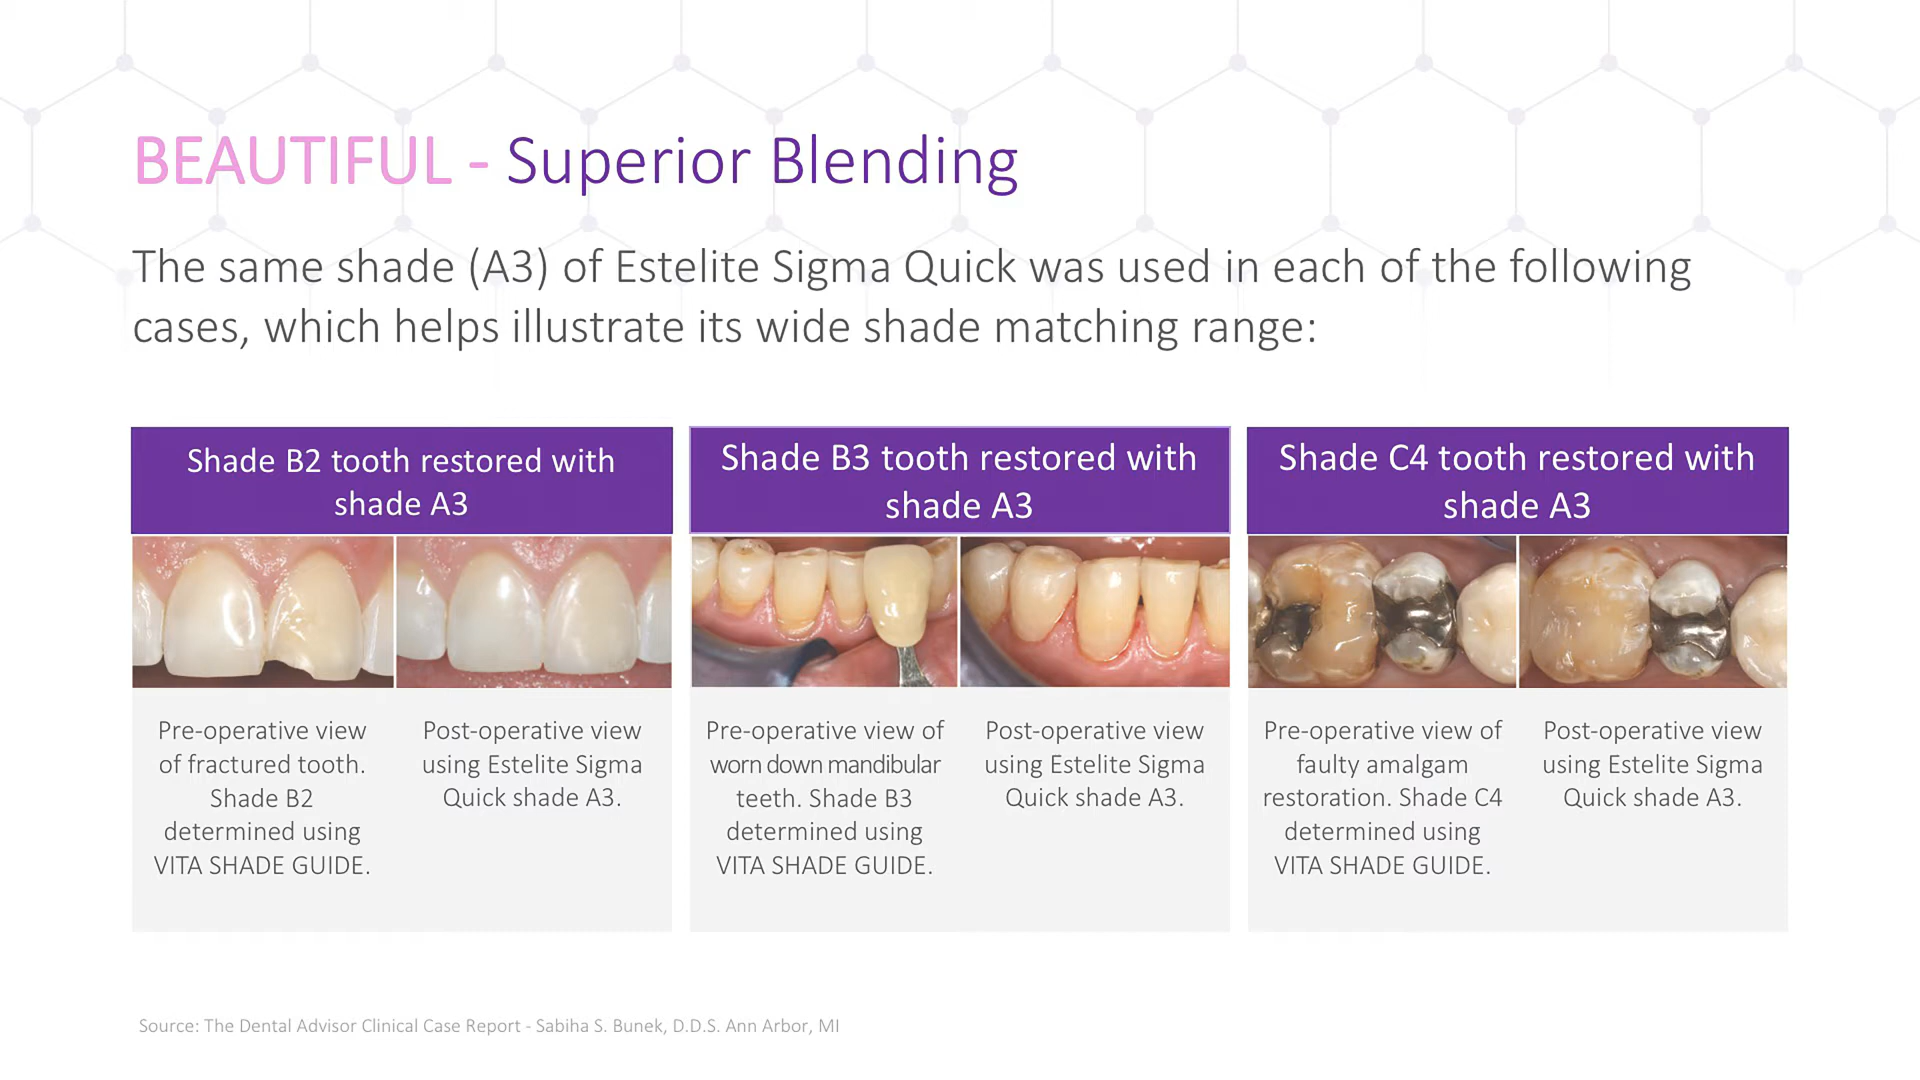 BEAUTIFUL - Superior Blending
The same shade (A3) of Estelite Sigma Quick was used in each of the following
cases, which helps illustrate its wide shade matching range:
Shade B2 tooth restored with
shade A3
Pre-operative view
of fractured tooth.
Shade B2
determined using
VITA SHADE GUIDE.
Post-operative view
using Estelite Sigma
Quick shade A3.
Shade B3 tooth restored with
shade A3
Pre-operative view of
worn down mandibular
teeth. Shade B3
determined using
VITA SHADE GUIDE.
Post-operative view
using Estelite Sigma
Quick shade A3.
Shade C4 tooth restored with
shade A3
Pre-operative view of
faulty amalgam
restoration. Shade C4
determined using
VITA SHADE GUIDE.
Post-operative view
using Estelite Sigma
Quick shade A3.
Source: The Dental Advisor Clinical Case Report - Sabiha S. Bunek, D.D.S. Ann Arbor, MI